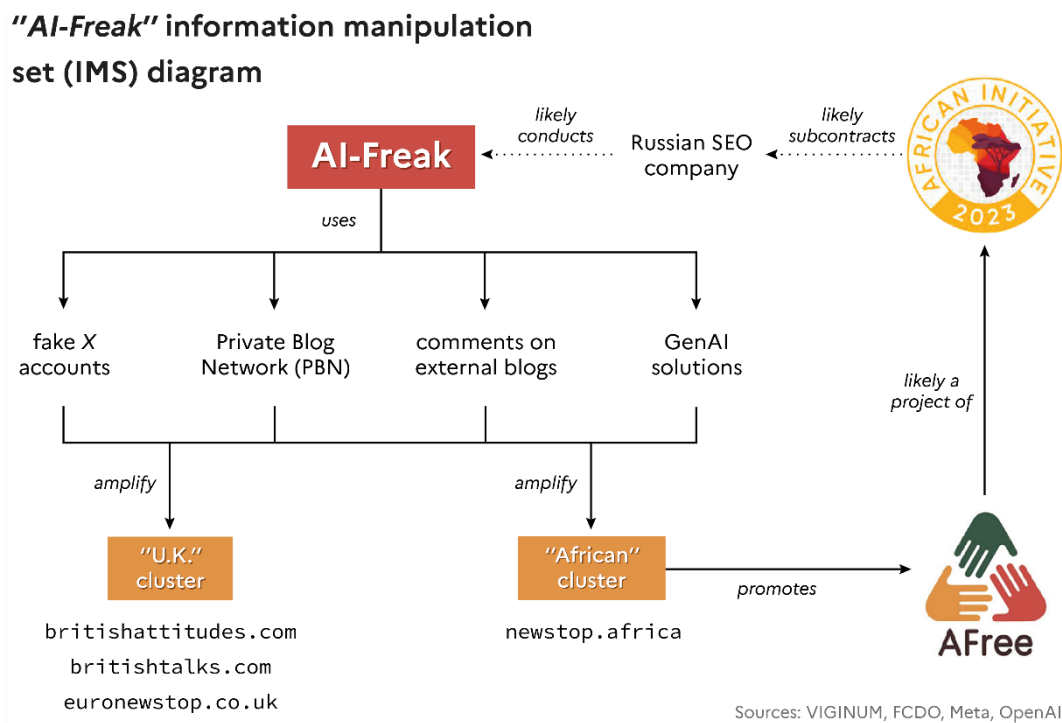 "AI-Freak" information manipulation
set (IMS) diagram
AI-Freak
likely
conducts
Russian SEO
company
likely
subcontracts
AFRICAN INITIATIVE
2023
uses
fake X
accounts
Private Blog
Network (PBN)
comments on
external blogs
GenAI
solutions
likely a
project of
amplify
amplify
"U.K."
cluster
"African"
cluster
promotes
AFree
britishattitudes.com
britishtalks.com
euronewstop.co.uk
newstop.africa
Sources: VIGINUM, FCDO, Meta, OpenAI